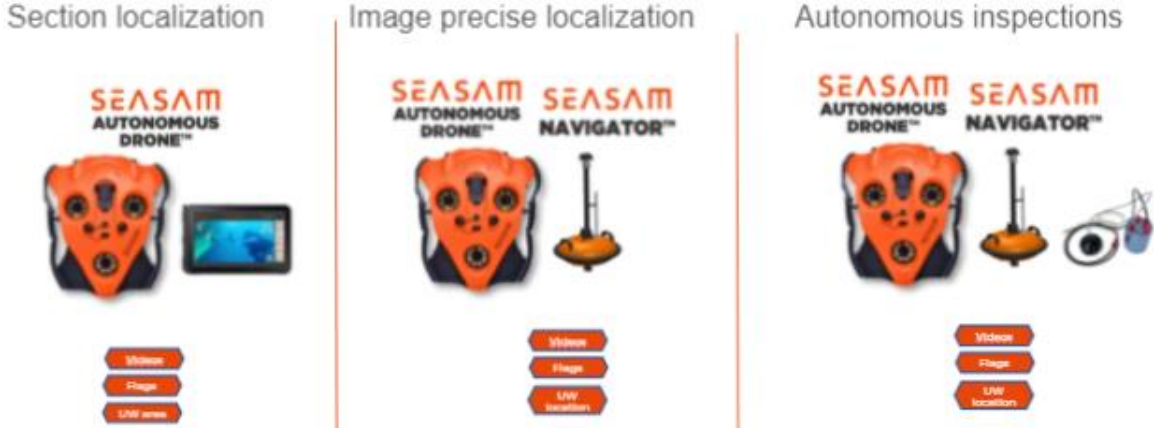 Section localization
SEASAM
AUTONOMOUS
DRONE™
Videos
Flags
UW area
Image precise localization
SEASAM
AUTONOMOUS
DRONE™
SEASAM
NAVIGATOR™
Videos
Flags
UW
location
Autonomous inspections
SEASAM
AUTONOMOUS
DRONE™
SEASAM
NAVIGATOR™
Videos
Flags
UW
location